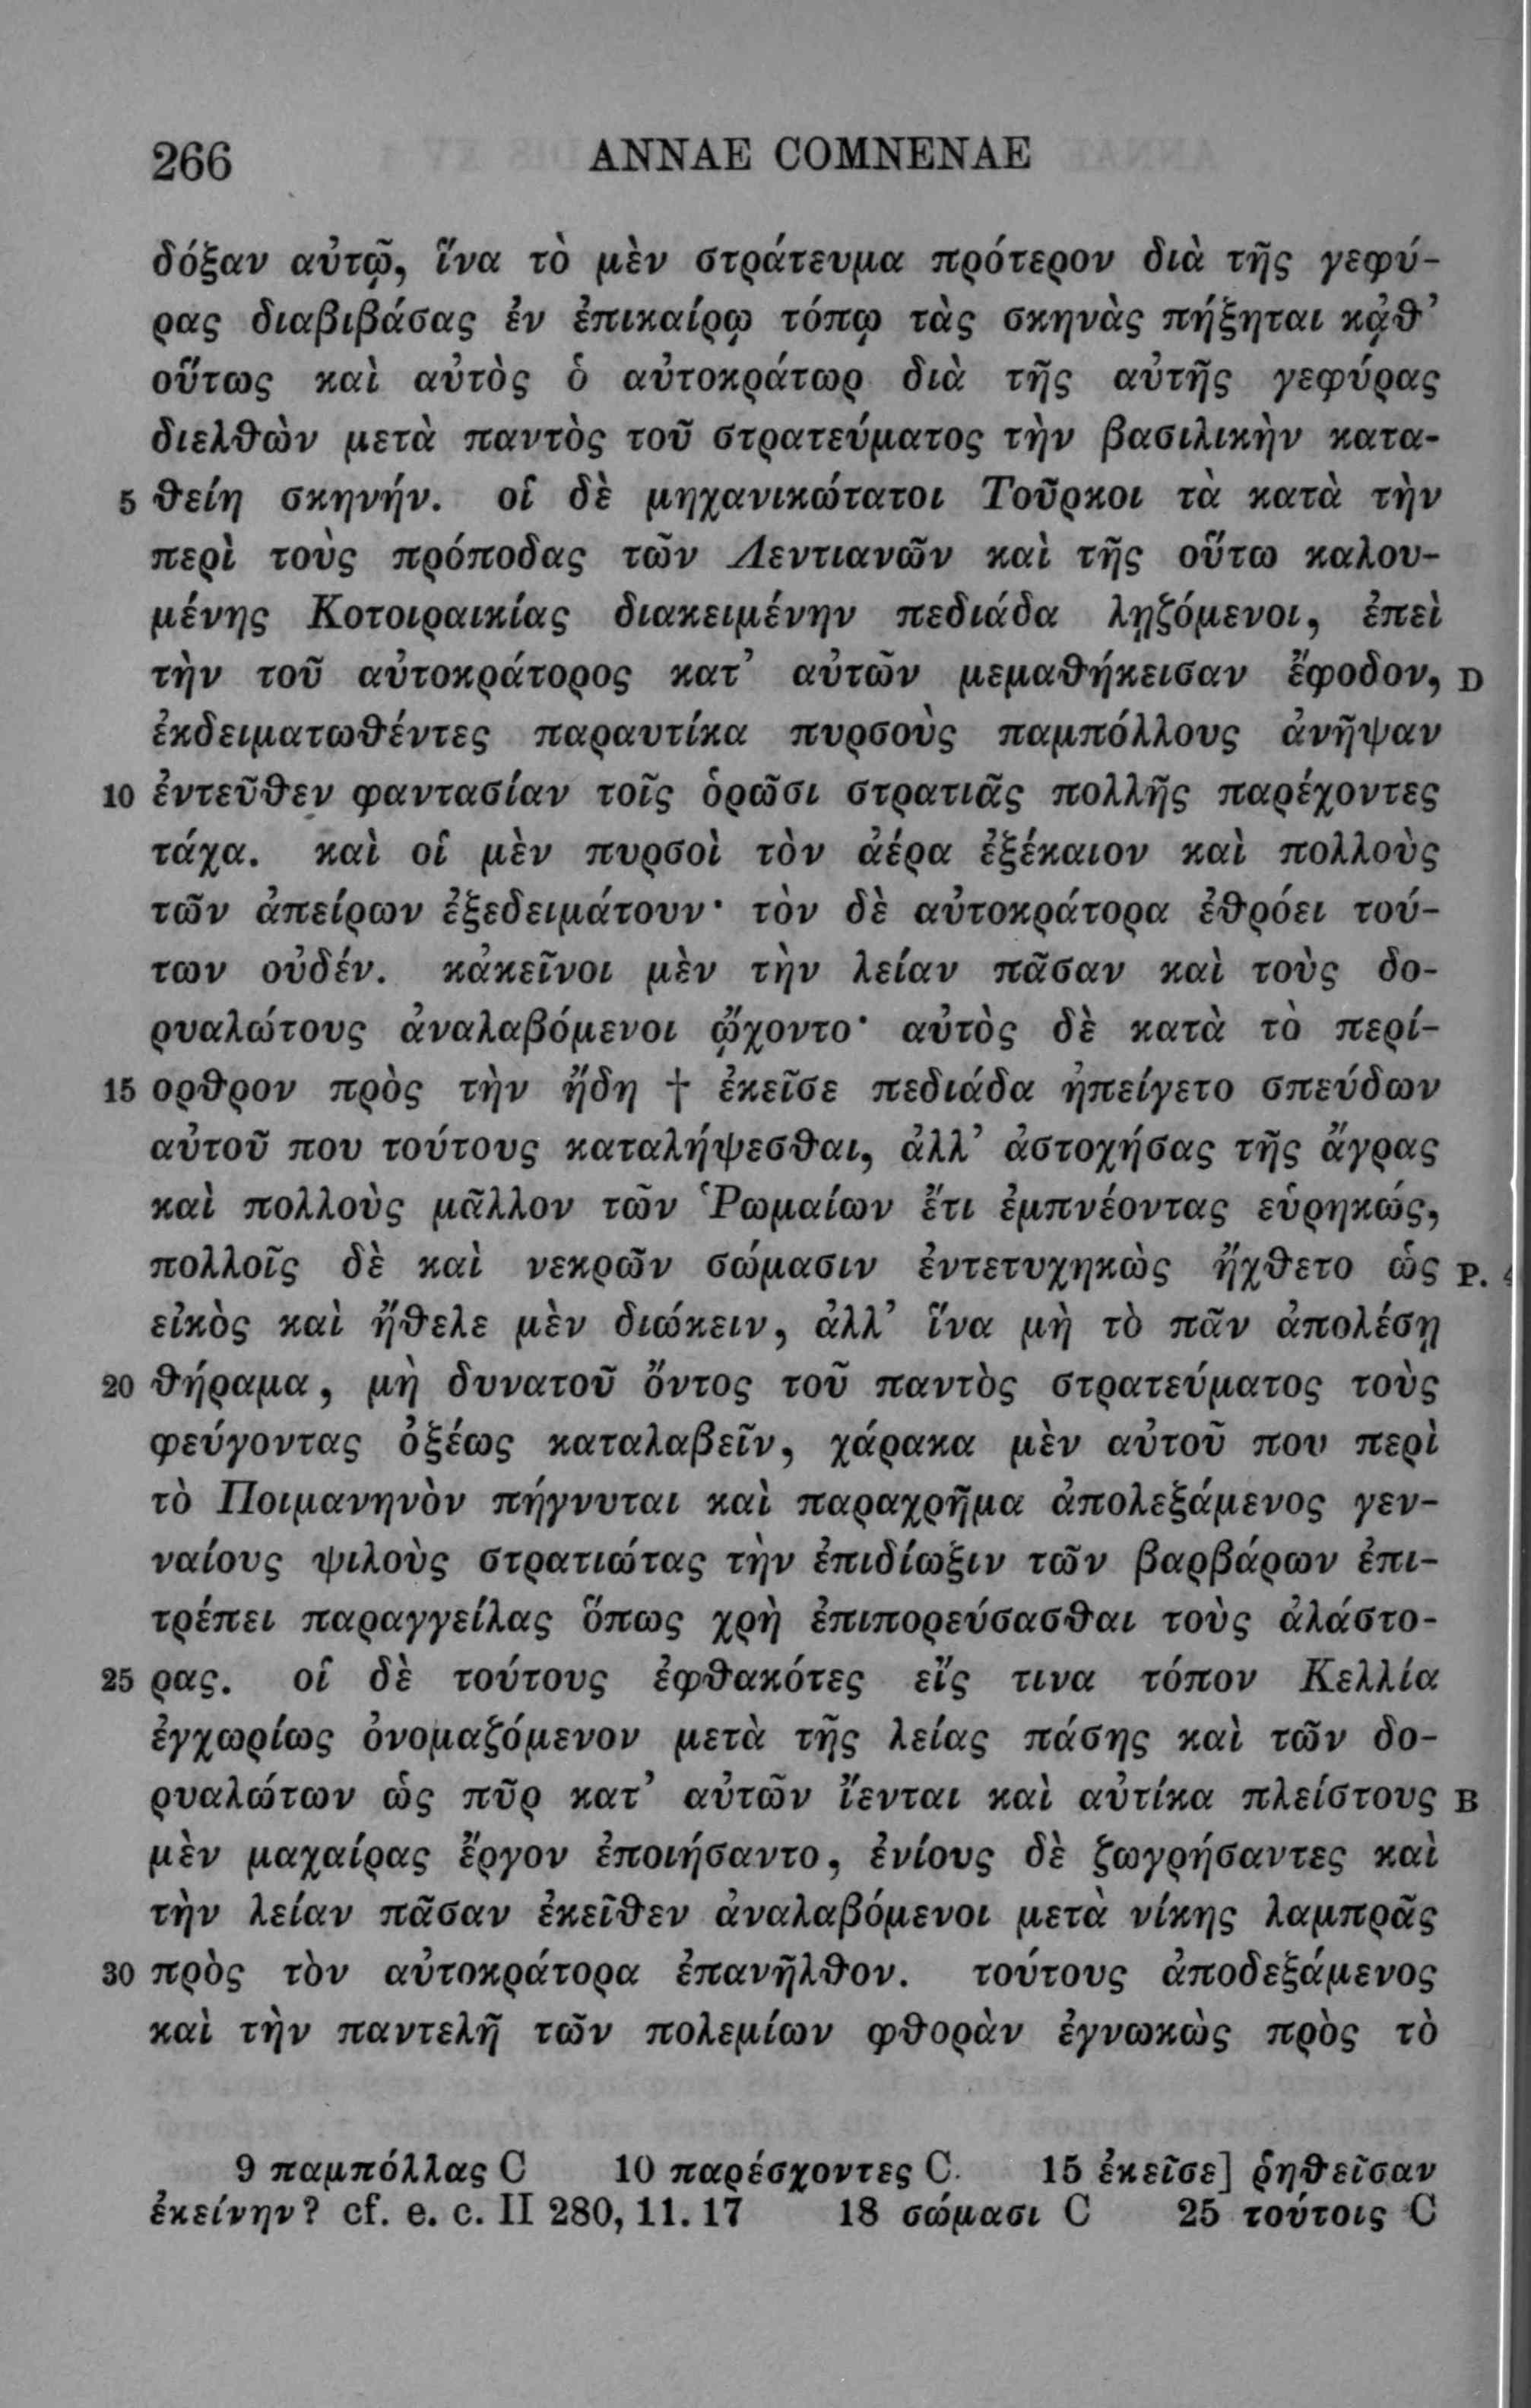 266 ANNAE COMNENAE
δόξαν αὐτῷ, ἵνα τὸ μὲν στράτευμα πρότερον διὰ τῆς γεφύ-
ρας διαβιβάσας ἐν ἐπικαίρῳ τόπῳ τὰς σκηνὰς πήξηται κᾀθ’
οὕτως καὶ αὐτὸς ὁ αὐτοκράτωρ διὰ τῆς αὐτῆς γεφύρας
διελθὼν μετὰ παντὸς τοῦ στρατεύματος τὴν βασιλικὴν κατα-
5 θείη σκηνήν. οἱ δὲ μηχανικώτατοι Τοῦρκοι τὰ κατὰ τὴν
περὶ τοὺς πρόποδας τῶν Λεντιανῶν καὶ τῆς οὕτω καλου-
μένης Κοτοιραικίας διακειμένην πεδιάδα ληζόμενοι, ἐπεὶ
τὴν τοῦ αὐτοκράτορος κατ’ αὐτῶν μεμαθήκεισαν ἔφοδον, D
ἐκδειματωθέντες παραυτίκα πυρσοὺς παμπόλλους ἀνῆψαν
10 ἐντεῦθεν φαντασίαν τοῖς ὁρῶσι στρατιᾶς πολλῆς παρέχοντες
τάχα. καὶ οἱ μὲν πυρσοὶ τὸν ἀέρα ἐξέκαιον καὶ πολλοὺς
τῶν ἀπείρων ἐξεδειμάτουν· τὸν δὲ αὐτοκράτορα ἐθρόει τού-
των οὐδέν. κἀκεῖνοι μὲν τὴν λείαν πᾶσαν καὶ τοὺς δο-
ρυαλώτους ἀναλαβόμενοι ᾤχοντο· αὐτὸς δὲ κατὰ τὸ περί-
15 ορθρον πρὸς τὴν ἤδη † ἐκεῖσε πεδιάδα ἠπείγετο σπεύδων
αὐτοῦ που τούτους καταλήψεσθαι, ἀλλ’ ἀστοχήσας τῆς ἄγρας
καὶ πολλοὺς μᾶλλον τῶν Ῥωμαίων ἔτι ἐμπνέοντας εὑρηκώς,
πολλοῖς δὲ καὶ νεκρῶν σώμασιν ἐντετυχηκὼς ἤχθετο ὡς P.
εἰκὸς καὶ ἤθελε μὲν διώκειν, ἀλλ’ ἵνα μὴ τὸ πᾶν ἀπολέσῃ
20 θήραμα, μὴ δυνατοῦ ὄντος τοῦ παντὸς στρατεύματος τοὺς
φεύγοντας ὀξέως καταλαβεῖν, χάρακα μὲν αὐτοῦ που περὶ
τὸ Ποιμανηνὸν πήγνυται καὶ παραχρῆμα ἀπολεξάμενος γεν-
ναίους ψιλοὺς στρατιώτας τὴν ἐπιδίωξιν τῶν βαρβάρων ἐπι-
τρέπει παραγγείλας ὅπως χρὴ ἐπιπορεύσασθαι τοὺς ἀλάστο-
25 ρας. οἱ δὲ τούτους ἐφθακότες εἴς τινα τόπον Κελλία
ἐγχωρίως ὀνομαζόμενον μετὰ τῆς λείας πάσης καὶ τῶν δο-
ρυαλώτων ὡς πῦρ κατ’ αὐτῶν ἵενται καὶ αὐτίκα πλείστους B
μὲν μαχαίρας ἔργον ἐποιήσαντο, ἐνίους δὲ ζωγρήσαντες καὶ
τὴν λείαν πᾶσαν ἐκεῖθεν ἀναλαβόμενοι μετὰ νίκης λαμπρᾶς
30 πρὸς τὸν αὐτοκράτορα ἐπανῆλθον. τούτους ἀποδεξάμενος
καὶ τὴν παντελῆ τῶν πολεμίων φθορὰν ἐγνωκὼς πρὸς τὸ
9 παμπόλλας C 10 παρέσχοντες C. 15 ἐκεῖσε] ῥηθεῖσαν
ἐκείνην? cf. e. c. II 280, 11. 17 18 σώμασι C 25 τούτοις C